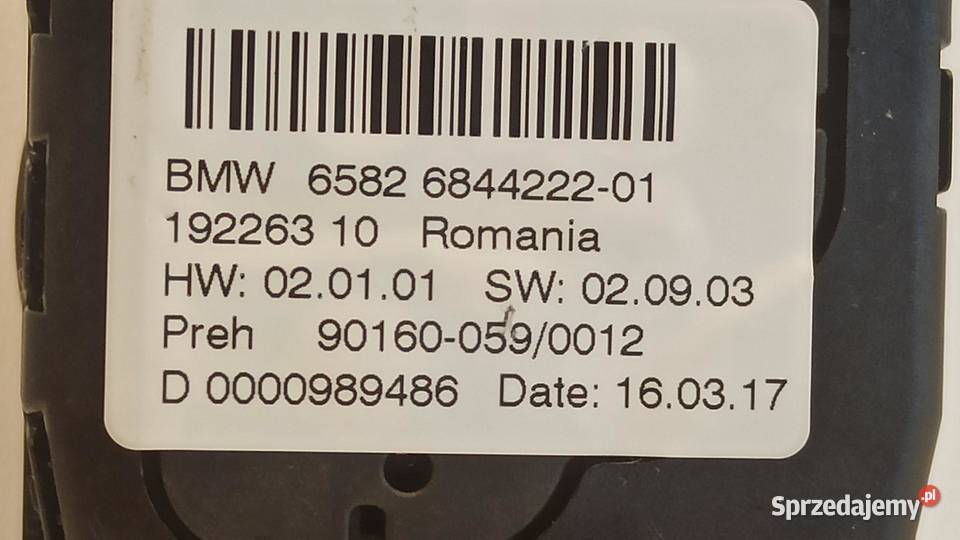 BMW 6582 6844222-01
192263 10 Romania
HW: 02.01.01 SW: 02.09.03
Preh 90160-059/0012
D 0000989486 Date: 16.03.17
Sprzedajemy.pl